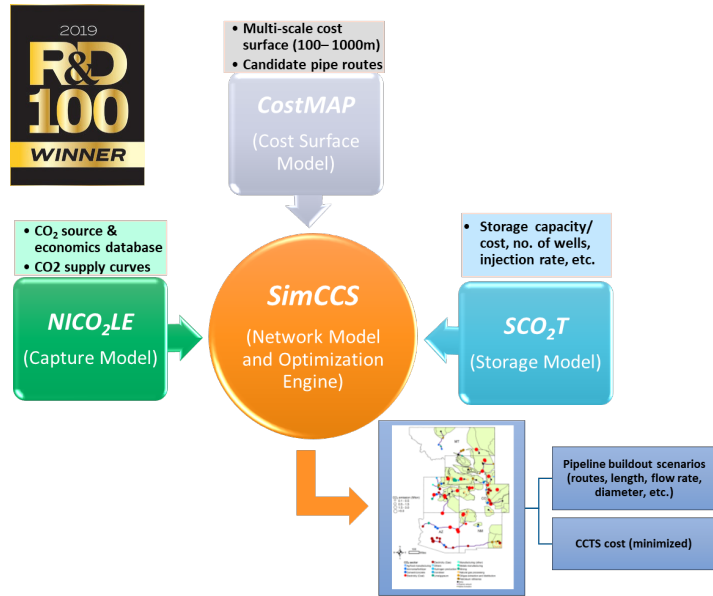 2019
R&D
100
WINNER
• Multi-scale cost
surface (100– 1000m)
• Candidate pipe routes
CostMAP
(Cost Surface
Model)
• CO2 source &
economics database
• CO2 supply curves
NICO2LE
(Capture Model)
SimCCS
(Network Model
and Optimization
Engine)
• Storage capacity/
cost, no. of wells,
injection rate, etc.
SCO2T
(Storage Model)
Pipeline buildout scenarios
(routes, length, flow rate,
diameter, etc.)
CCTS cost (minimized)